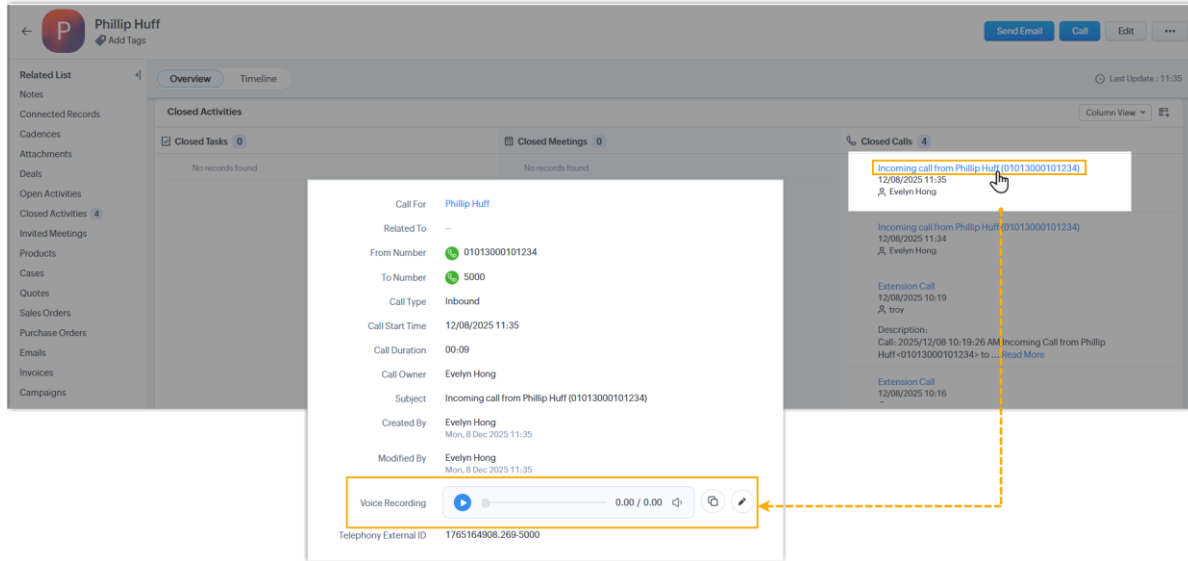 P
Phillip Huff
Add Tags
Send Email
Call
Edit
Related List
Notes
Connected Records
Cadences
Attachments
Deals
Open Activities
Closed Activities 4
Invited Meetings
Products
Cases
Quotes
Sales Orders
Purchase Orders
Emails
Invoices
Campaigns
Overview
Timeline
Last Update : 11:35
Closed Activities
Column View
Closed Tasks 0
No records found
Closed Meetings 0
No records found
Closed Calls 4
Incoming call from Phillip Huff (01013000101234)
12/08/2025 11:35
Evelyn Hong
Incoming call from Phillip Huff (01013000101234)
12/08/2025 11:34
Evelyn Hong
Extension Call
12/08/2025 10:19
troy
Description:
Call: 2025/12/08 10:19:26 AM Incoming Call from Phillip
Huff<01013000101234> to ... Read More
Extension Call
12/08/2025 10:16
Call For Phillip Huff
Related To —
From Number 01013000101234
To Number 5000
Call Type Inbound
Call Start Time 12/08/2025 11:35
Call Duration 00:09
Call Owner Evelyn Hong
Subject Incoming call from Phillip Huff (01013000101234)
Created By Evelyn Hong
Mon, 8 Dec 2025 11:35
Modified By Evelyn Hong
Mon, 8 Dec 2025 11:35
Voice Recording 0.00 / 0.00
Telephony External ID 1765164908.269-5000